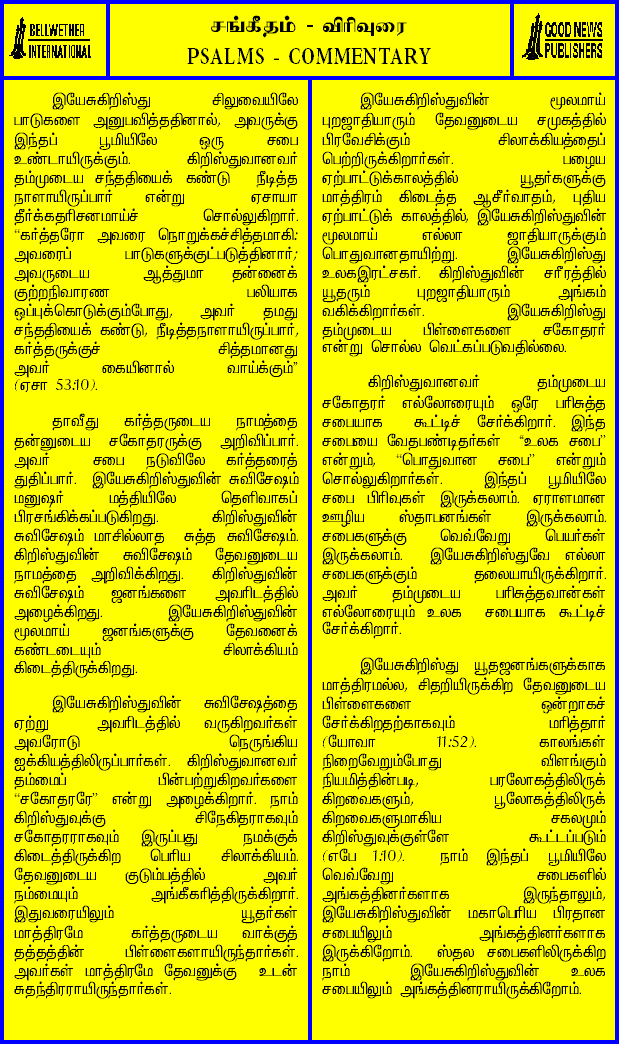 BELLWETHER
INTERNATIONAL
சங்கீதம் - விரிவுரை
PSALMS - COMMENTARY
GOOD NEWS
PUBLISHERS
இயேசுகிறிஸ்து சிலுவையிலே
பாடுகளை அனுபவித்ததினால், அவருக்கு
இந்தப் பூமியிலே ஒரு சபை
உண்டாயிருக்கும். கிறிஸ்துவானவர்
தம்முடைய சந்ததியைக் கண்டு நீடித்த
நாளாயிருப்பார் என்று ஏசாயா
தீர்க்கதரிசனமாய்ச் சொல்லுகிறார்.
“கர்த்தரோ அவரை நொறுக்கச்சித்தமாகி:
அவரைப் பாடுகளுக்குட்படுத்தினார்;
அவருடைய ஆத்துமா தன்னைக்
குற்றநிவாரண பலியாக
ஒப்புக்கொடுக்கும்போது, அவர் தமது
சந்ததியைக் கண்டு, நீடித்தநாளாயிருப்பார்,
கர்த்தருக்குச் சித்தமானது
அவர் கையினால் வாய்க்கும்”
(ஏசா 53:10).
தாவீது கர்த்தருடைய நாமத்தை
தன்னுடைய சகோதரருக்கு அறிவிப்பார்.
அவர் சபை நடுவிலே கர்த்தரைத்
துதிப்பார். இயேசுகிறிஸ்துவின் சுவிசேஷம்
மனுஷர் மத்தியிலே தெளிவாகப்
பிரசங்கிக்கப்படுகிறது. கிறிஸ்துவின்
சுவிசேஷம் மாசில்லாத சுத்த சுவிசேஷம்.
கிறிஸ்துவின் சுவிசேஷம் தேவனுடைய
நாமத்தை அறிவிக்கிறது. கிறிஸ்துவின்
சுவிசேஷம் ஜனங்களை அவரிடத்தில்
அழைக்கிறது. இயேசுகிறிஸ்துவின்
மூலமாய் ஜனங்களுக்கு தேவனைக்
கண்டடையும் சிலாக்கியம்
கிடைத்திருக்கிறது.
இயேசுகிறிஸ்துவின் சுவிசேஷத்தை
ஏற்று அவரிடத்தில் வருகிறவர்கள்
அவரோடு நெருங்கிய
ஐக்கியத்திலிருப்பார்கள். கிறிஸ்துவானவர்
தம்மைப் பின்பற்றுகிறவர்களை
“சகோதரரே” என்று அழைக்கிறார். நாம்
கிறிஸ்துவுக்கு சிநேகிதராகவும்
சகோதரராகவும் இருப்பது நமக்குக்
கிடைத்திருக்கிற பெரிய சிலாக்கியம்.
தேவனுடைய குடும்பத்தில் அவர்
நம்மையும் அங்கீகரித்திருக்கிறார்.
இதுவரையிலும் யூதர்கள்
மாத்திரமே கர்த்தருடைய வாக்குத்
தத்தத்தின் பிள்ளைகளாயிருந்தார்கள்.
அவர்கள் மாத்திரமே தேவனுக்கு உடன்
சுதந்திரராயிருந்தார்கள்.
இயேசுகிறிஸ்துவின் மூலமாய்
புறஜாதியாரும் தேவனுடைய சமுகத்தில்
பிரவேசிக்கும் சிலாக்கியத்தைப்
பெற்றிருக்கிறார்கள். பழைய
ஏற்பாட்டுக்காலத்தில் யூதர்களுக்கு
மாத்திரம் கிடைத்த ஆசீர்வாதம், புதிய
ஏற்பாட்டுக் காலத்தில், இயேசுகிறிஸ்துவின்
மூலமாய் எல்லா ஜாதியாருக்கும்
பொதுவானதாயிற்று. இயேசுகிறிஸ்து
உலகஇரட்சகர். கிறிஸ்துவின் சரீரத்தில்
யூதரும் புறஜாதியாரும் அங்கம்
வகிக்கிறார்கள். இயேசுகிறிஸ்து
தம்முடைய பிள்ளைகளை சகோதரர்
என்று சொல்ல வெட்கப்படுவதில்லை.
கிறிஸ்துவானவர் தம்முடைய
சகோதரர் எல்லோரையும் ஒரே பரிசுத்த
சபையாக கூட்டிச் சேர்க்கிறார். இந்த
சபையை வேதபண்டிதர்கள் “உலக சபை”
என்றும், “பொதுவான சபை” என்றும்
சொல்லுகிறார்கள். இந்தப் பூமியிலே
சபை பிரிவுகள் இருக்கலாம். ஏராளமான
ஊழிய ஸ்தாபனங்கள் இருக்கலாம்.
சபைகளுக்கு வெவ்வேறு பெயர்கள்
இருக்கலாம். இயேசுகிறிஸ்துவே எல்லா
சபைகளுக்கும் தலையாயிருக்கிறார்.
அவர் தம்முடைய பரிசுத்தவான்கள்
எல்லோரையும் உலக சபையாக கூட்டிச்
சேர்க்கிறார்.
இயேசுகிறிஸ்து யூதஜனங்களுக்காக
மாத்திரமல்ல, சிதறியிருக்கிற தேவனுடைய
பிள்ளைகளை ஒன்றாகச்
சேர்க்கிறதற்காகவும் மரித்தார்
(யோவா 11:52). காலங்கள்
நிறைவேறும்போது விளங்கும்
நியமித்தின்படி, பரலோகத்திலிருக்
கிறவைகளும், பூலோகத்திலிருக்
கிறவைகளுமாகிய சகலமும்
கிறிஸ்துவுக்குள்ளே கூட்டப்படும்
(எபே 1:10). நாம் இந்தப் பூமியிலே
வெவ்வேறு சபைகளில்
அங்கத்தினர்களாக இருந்தாலும்,
இயேசுகிறிஸ்துவின் மகாபெரிய பிரதான
சபையிலும் அங்கத்தினர்களாக
இருக்கிறோம். ஸ்தல சபைகளிலிருக்கிற
நாம் இயேசுகிறிஸ்துவின் உலக
சபையிலும் அங்கத்தினராயிருக்கிறோம்.